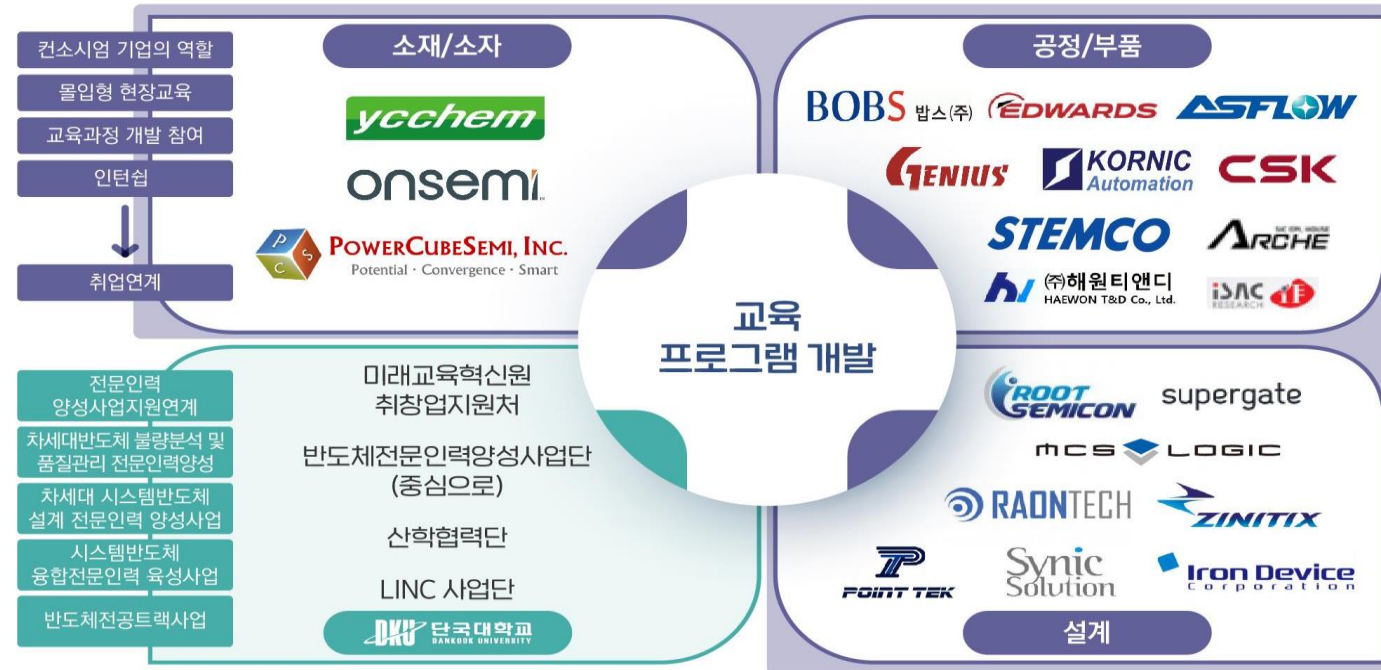 컨소시엄 기업의 역할
몰입형 현장교육
교육과정 개발 참여
인턴쉽
취업연계
소재/소자
ycchem
onsemi
P S C
POWERCUBESEMI, INC.
Potential · Convergence · Smart
공정/부품
BOBS 밥스(주) EDWARDS ASFLOW
GENIUS KORNIC Automation CSK
STEMCO ARCHE
(주)해원티앤디
HAEWON T&D Co., Ltd.
iSAC
RESEARCH
교육
프로그램 개발
전문인력
양성사업지원연계
차세대반도체 불량분석 및
품질관리 전문인력양성
차세대 시스템반도체
설계 전문인력 양성사업
시스템반도체
융합전문인력 육성사업
반도체전공트랙사업
미래교육혁신원
취창업지원처
반도체전문인력양성사업단
(중심으로)
산학협력단
LINC 사업단
DKU 단국대학교
DANKOOK UNIVERSITY
ROOT SEMICON supergate
MCS LOGIC
RAONTECH ZINITIX
POINT TEK
Synic
Solution
Iron Device
Corporation
설계